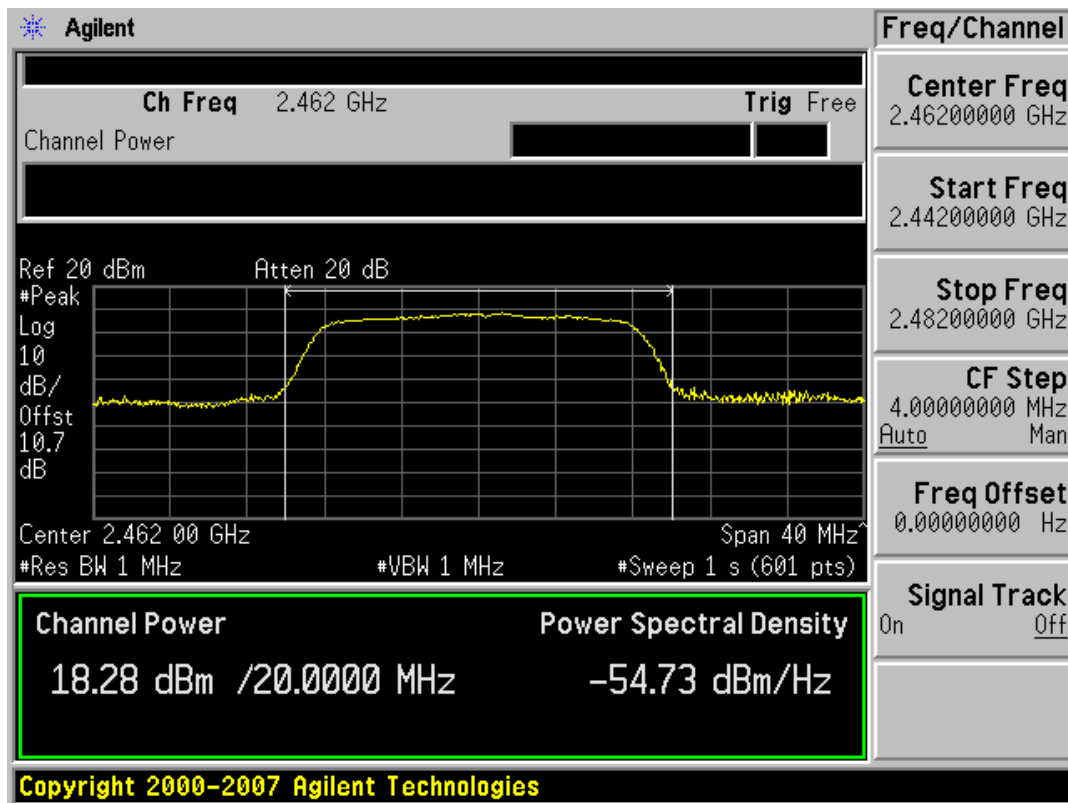 Agilent
Freq/Channel
Ch Freq 2.462 GHz
Trig Free
Channel Power
Ref 20 dBm
Atten 20 dB
#Peak
Log
10
dB/
Offst
10.7
dB
Center 2.462 00 GHz
Span 40 MHz^
#Res BW 1 MHz
#VBW 1 MHz
#Sweep 1 s (601 pts)
Channel Power
Power Spectral Density
18.28 dBm /20.0000 MHz
-54.73 dBm/Hz
Center Freq
2.46200000 GHz
Start Freq
2.44200000 GHz
Stop Freq
2.48200000 GHz
CF Step
4.00000000 MHz
Auto Man
Freq Offset
0.00000000 Hz
Signal Track
On Off
Copyright 2000-2007 Agilent Technologies